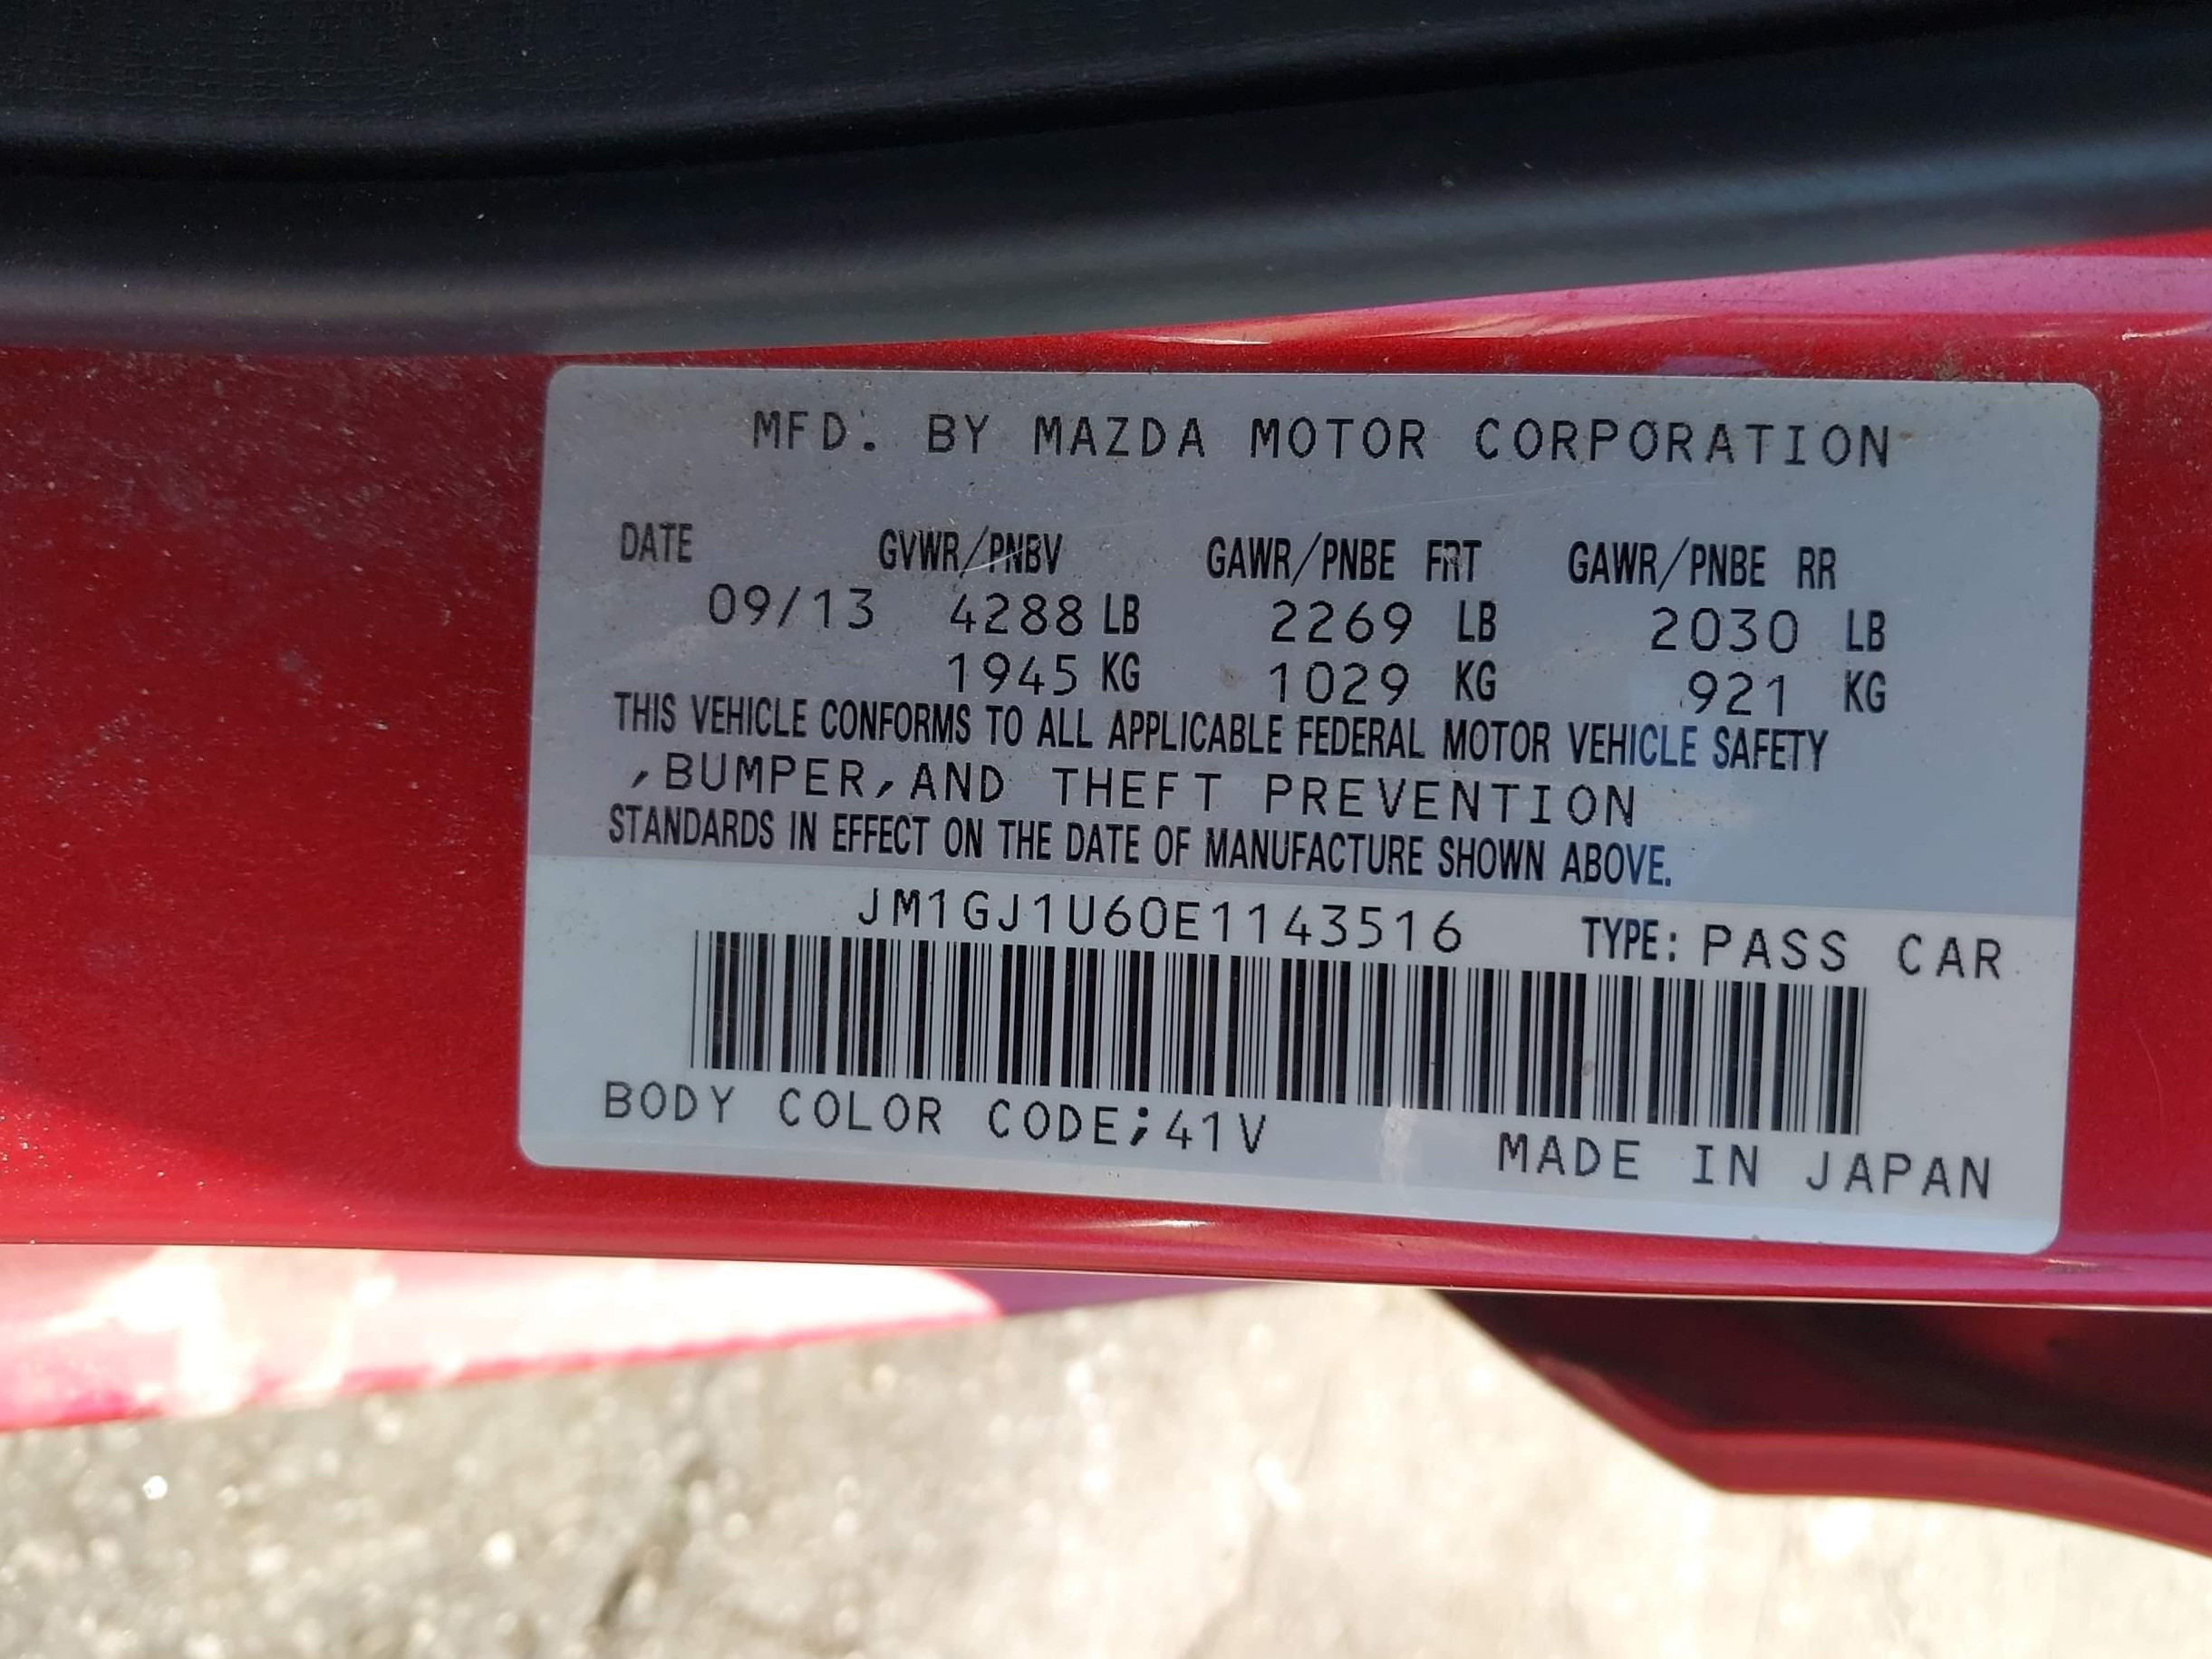 MFD. BY MAZDA MOTOR CORPORATION
DATE GVWR/PNBV GAWR/PNBE FRT GAWR/PNBE RR
09/13 4288 LB 2269 LB 2030 LB
1945 KG 1029 KG 921 KG
THIS VEHICLE CONFORMS TO ALL APPLICABLE FEDERAL MOTOR VEHICLE SAFETY
,BUMPER,AND THEFT PREVENTION
STANDARDS IN EFFECT ON THE DATE OF MANUFACTURE SHOWN ABOVE.
JM1GJ1U60E1143516 TYPE: PASS CAR
BODY COLOR CODE;41V
MADE IN JAPAN